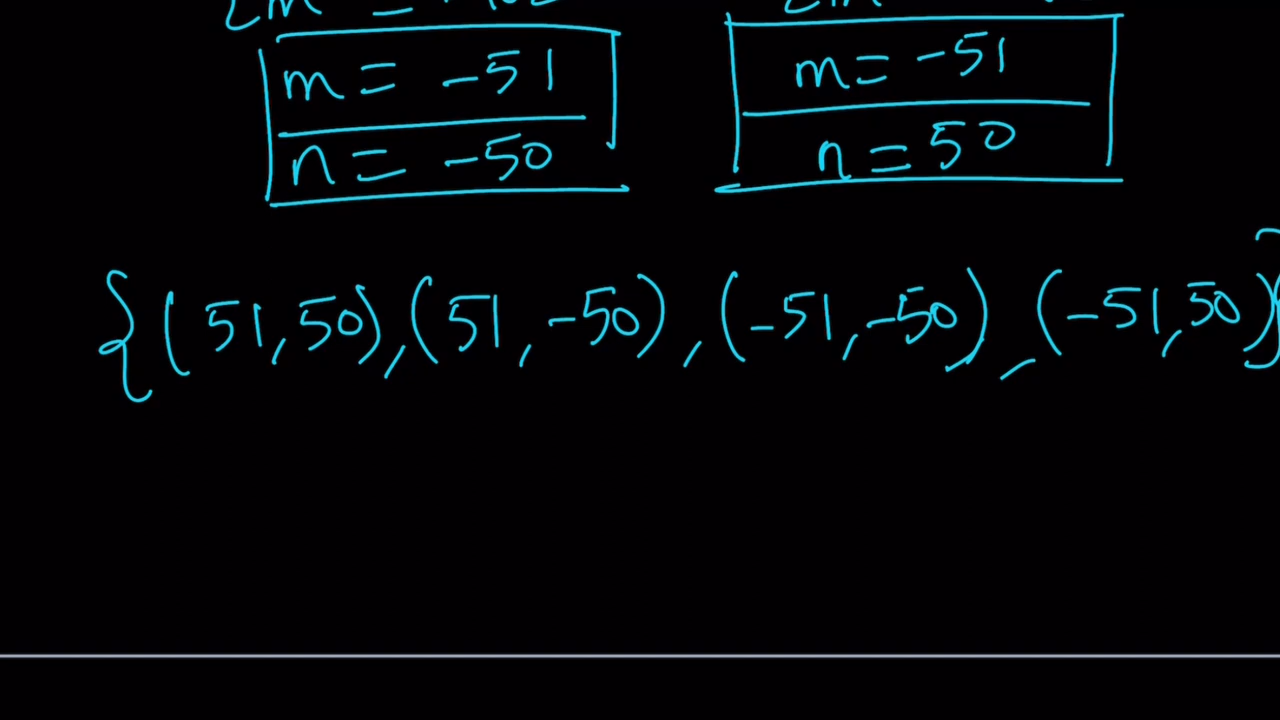 m = -51 m = -51
n = -50 n = 50
{(51,50),(51,-50),(-51,-50),(-51,50)}